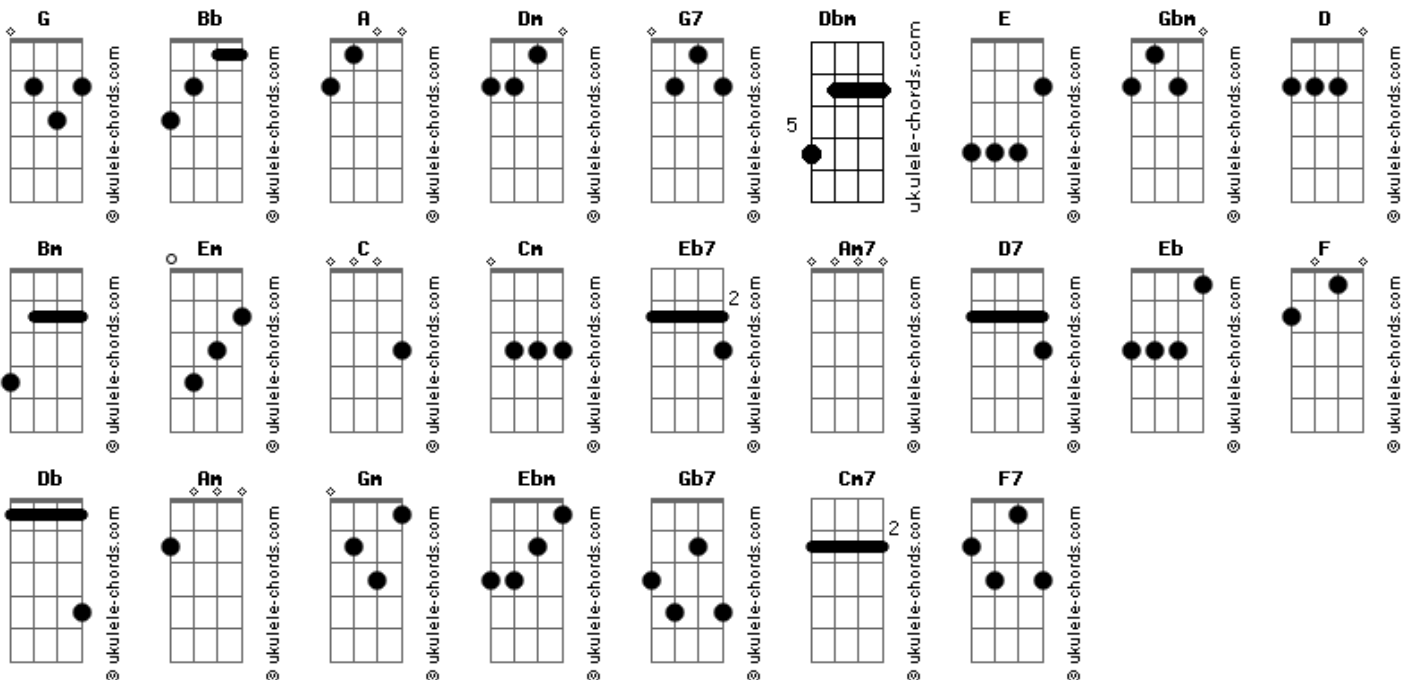 G Bb A Dm G7 Dbm E Gbm D
© ukulele-chords.com © ukulele-chords.com © ukulele-chords.com © ukulele-chords.com © ukulele-chords.com 5 ukulele-chords.com © ukulele-chords.com © ukulele-chords.com © ukulele-chords.com
Bm Em C Cm Eb7 Am7 D7 Eb F
© ukulele-chords.com © ukulele-chords.com © ukulele-chords.com © ukulele-chords.com 2 © ukulele-chords.com © ukulele-chords.com © ukulele-chords.com © ukulele-chords.com © ukulele-chords.com
Db Am Gm Ebm Gb7 Cm7 F7
© ukulele-chords.com © ukulele-chords.com © ukulele-chords.com © ukulele-chords.com © ukulele-chords.com 2 © ukulele-chords.com © ukulele-chords.com